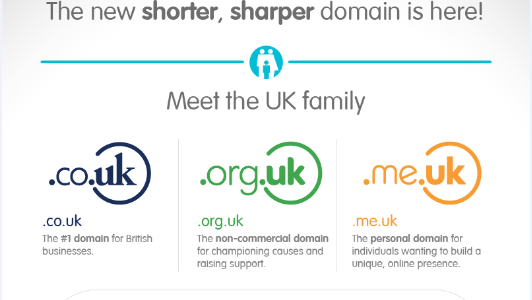 The new shorter, sharper domain is here!
Meet the UK family
.co.uk
.org.uk
.me.uk
.co.uk
The #1 domain for British
businesses.
.org.uk
The non-commercial domain
for championing causes and
raising support.
.me.uk
The personal domain for
individuals wanting to build a
unique, online presence.